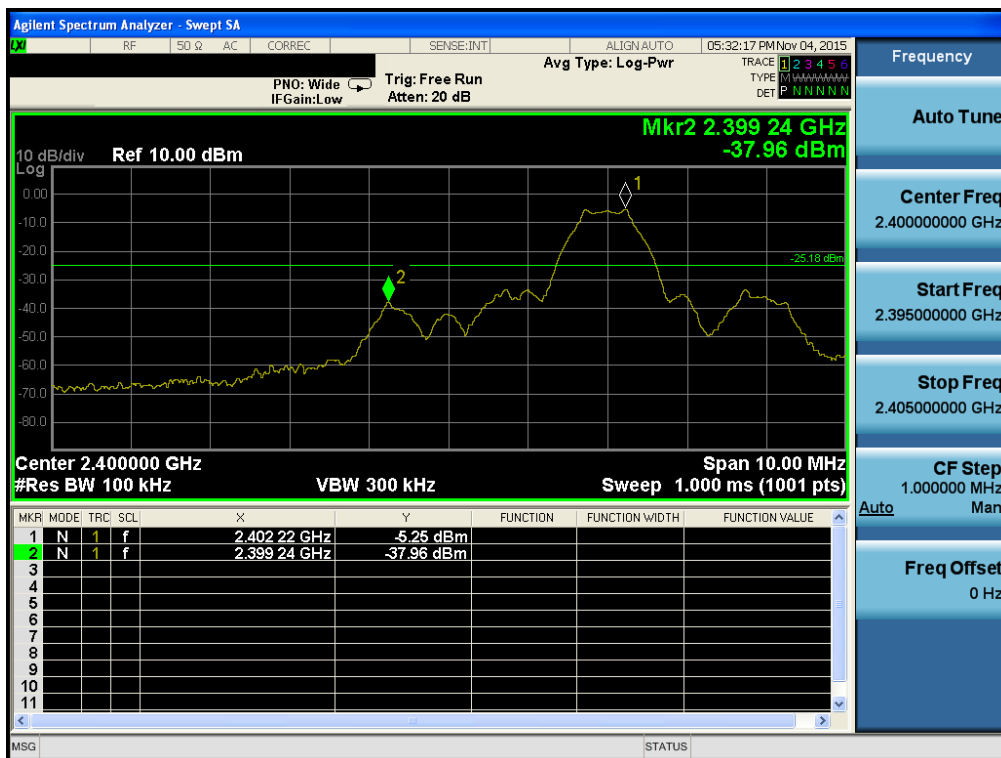 Agilent Spectrum Analyzer - Swept SA
LXI RF 50 Ω AC CORREC SENSE:INT ALIGN AUTO 05:32:17 PM Nov 04, 2015
Frequency
Avg Type: Log-Pwr TRACE 1 2 3 4 5 6
PNO: Wide Trig: Free Run TYPE M WWWWW
IFGain:Low Atten: 20 dB DET P N N N N N
Auto Tune
Mkr2 2.399 24 GHz
10 dB/div Ref 10.00 dBm -37.96 dBm
Log
0.00
-10.0
-20.0
-30.0
-40.0
-50.0
-60.0
-70.0
-80.0
1
2
-25.18 dBm
Center 2.400000 GHz Span 10.00 MHz
#Res BW 100 kHz VBW 300 kHz Sweep 1.000 ms (1001 pts)
Center Freq
2.400000000 GHz
Start Freq
2.395000000 GHz
Stop Freq
2.405000000 GHz
CF Step
1.000000 MHz
Auto Man
Freq Offset
0 Hz
MKR MODE TRC SCL X Y FUNCTION FUNCTION WIDTH FUNCTION VALUE
1 N 1 f 2.402 22 GHz -5.25 dBm
2 N 1 f 2.399 24 GHz -37.96 dBm
3
4
5
6
7
8
9
10
11
MSG STATUS